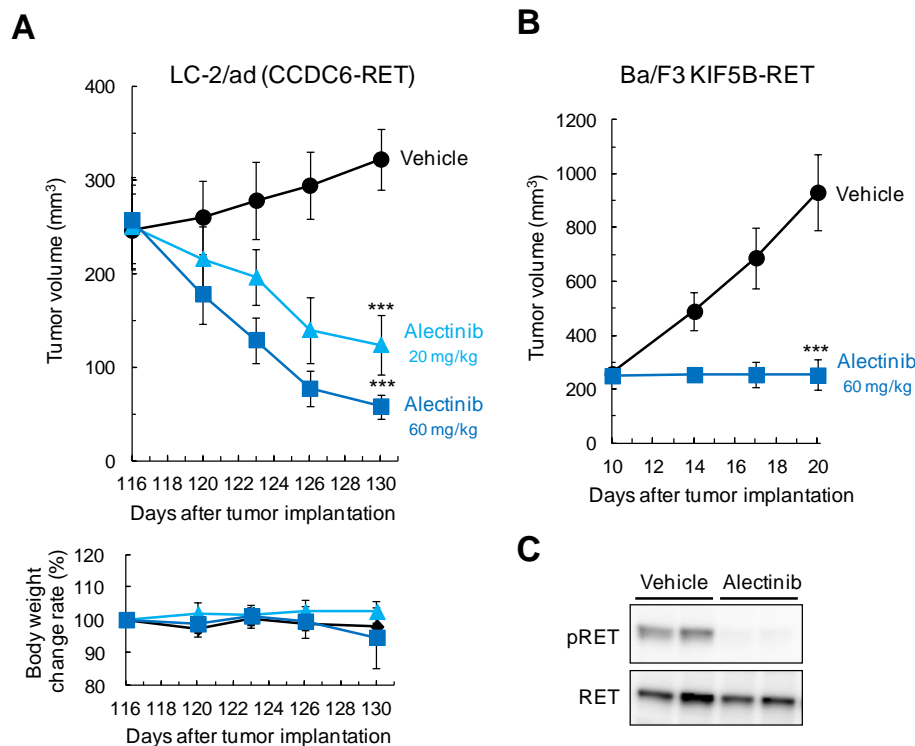 A
LC-2/ad (CCDC6-RET)
400
300
200
100
0
Tumor volume (mm³)
Vehicle
***
Alectinib
20 mg/kg
***
Alectinib
60 mg/kg
116 118 120 122 124 126 128 130
Days after tumor implantation
120
110
100
90
80
Body weight
change rate (%)
116 118 120 122 124 126 128 130
Days after tumor implantation
B
Ba/F3 KIF5B-RET
1200
1000
800
600
400
200
0
Tumor volume (mm³)
Vehicle
***
Alectinib
60 mg/kg
10 12 14 16 18 20
Days after tumor implantation
C
Vehicle Alectinib
pRET
RET